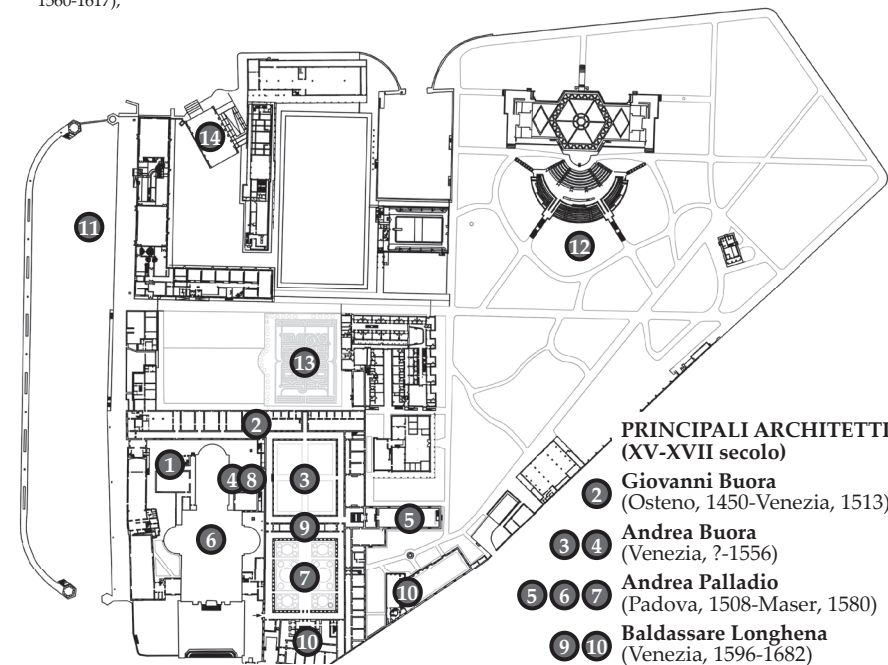 1560-1617),
14
11
12
13
2
1
4 8
3
9
5
6
7
10
10
PRINCIPALI ARCHITETTI
(XV-XVII secolo)
2 Giovanni Buora
(Osteno, 1450-Venezia, 1513)
3 4 Andrea Buora
(Venezia, ?-1556)
5 6 7 Andrea Palladio
(Padova, 1508-Maser, 1580)
9 10 Baldassare Longhena
(Venezia, 1596-1682)